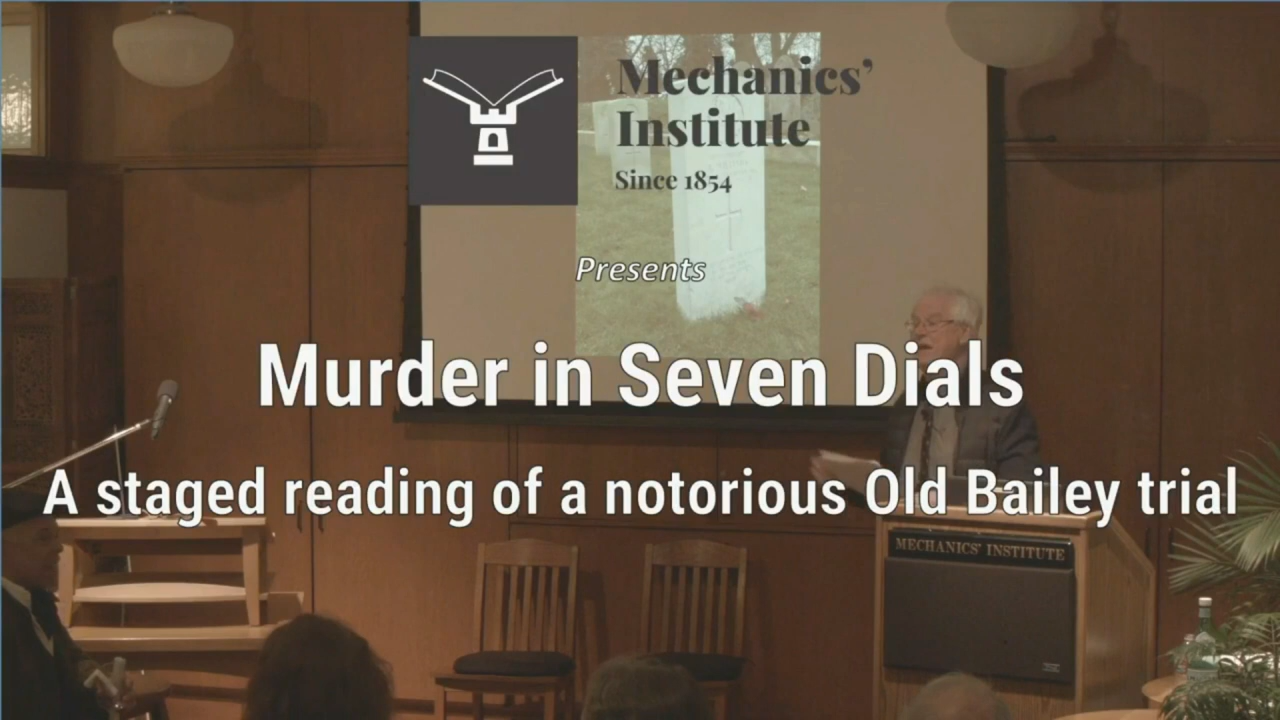 Mechanics’
Institute
Since 1854
Presents
Murder in Seven Dials
A staged reading of a notorious Old Bailey trial
MECHANICS' INSTITUTE